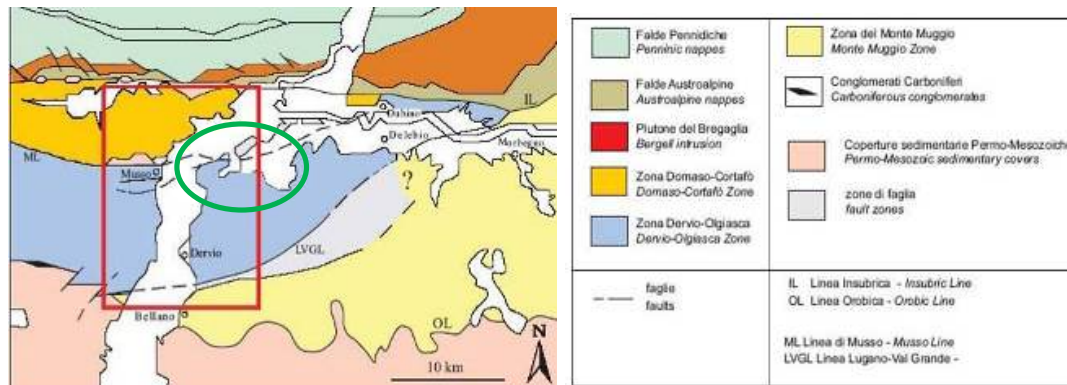 IL
Dubino
Delebio
Morbegno
ML
Musso
?
Dervio
LVGL
Bellano
OL
N
10 km
Falde Pennidiche
Penninic nappes
Falde Austroalpine
Austroalpine nappes
Plutone del Bregaglia
Bergell intrusion
Zona Domaso-Cortafò
Domaso-Cortafò Zone
Zona Dervio-Olgiasca
Dervio-Olgiasca Zone
faglie
faults
Zona del Monte Muggio
Monte Muggio Zone
Conglomerati Carboniferi
Carboniferous conglomerates
Coperture sedimentarie Permo-Mesozoiche
Permo-Mesozoic sedimentary covers
zone di faglia
fault zones
IL Linea Insubrica - Insubric Line
OL Linea Orobica - Orobic Line
ML Linea di Musso - Musso Line
LVGL Linea Lugano-Val Grande -